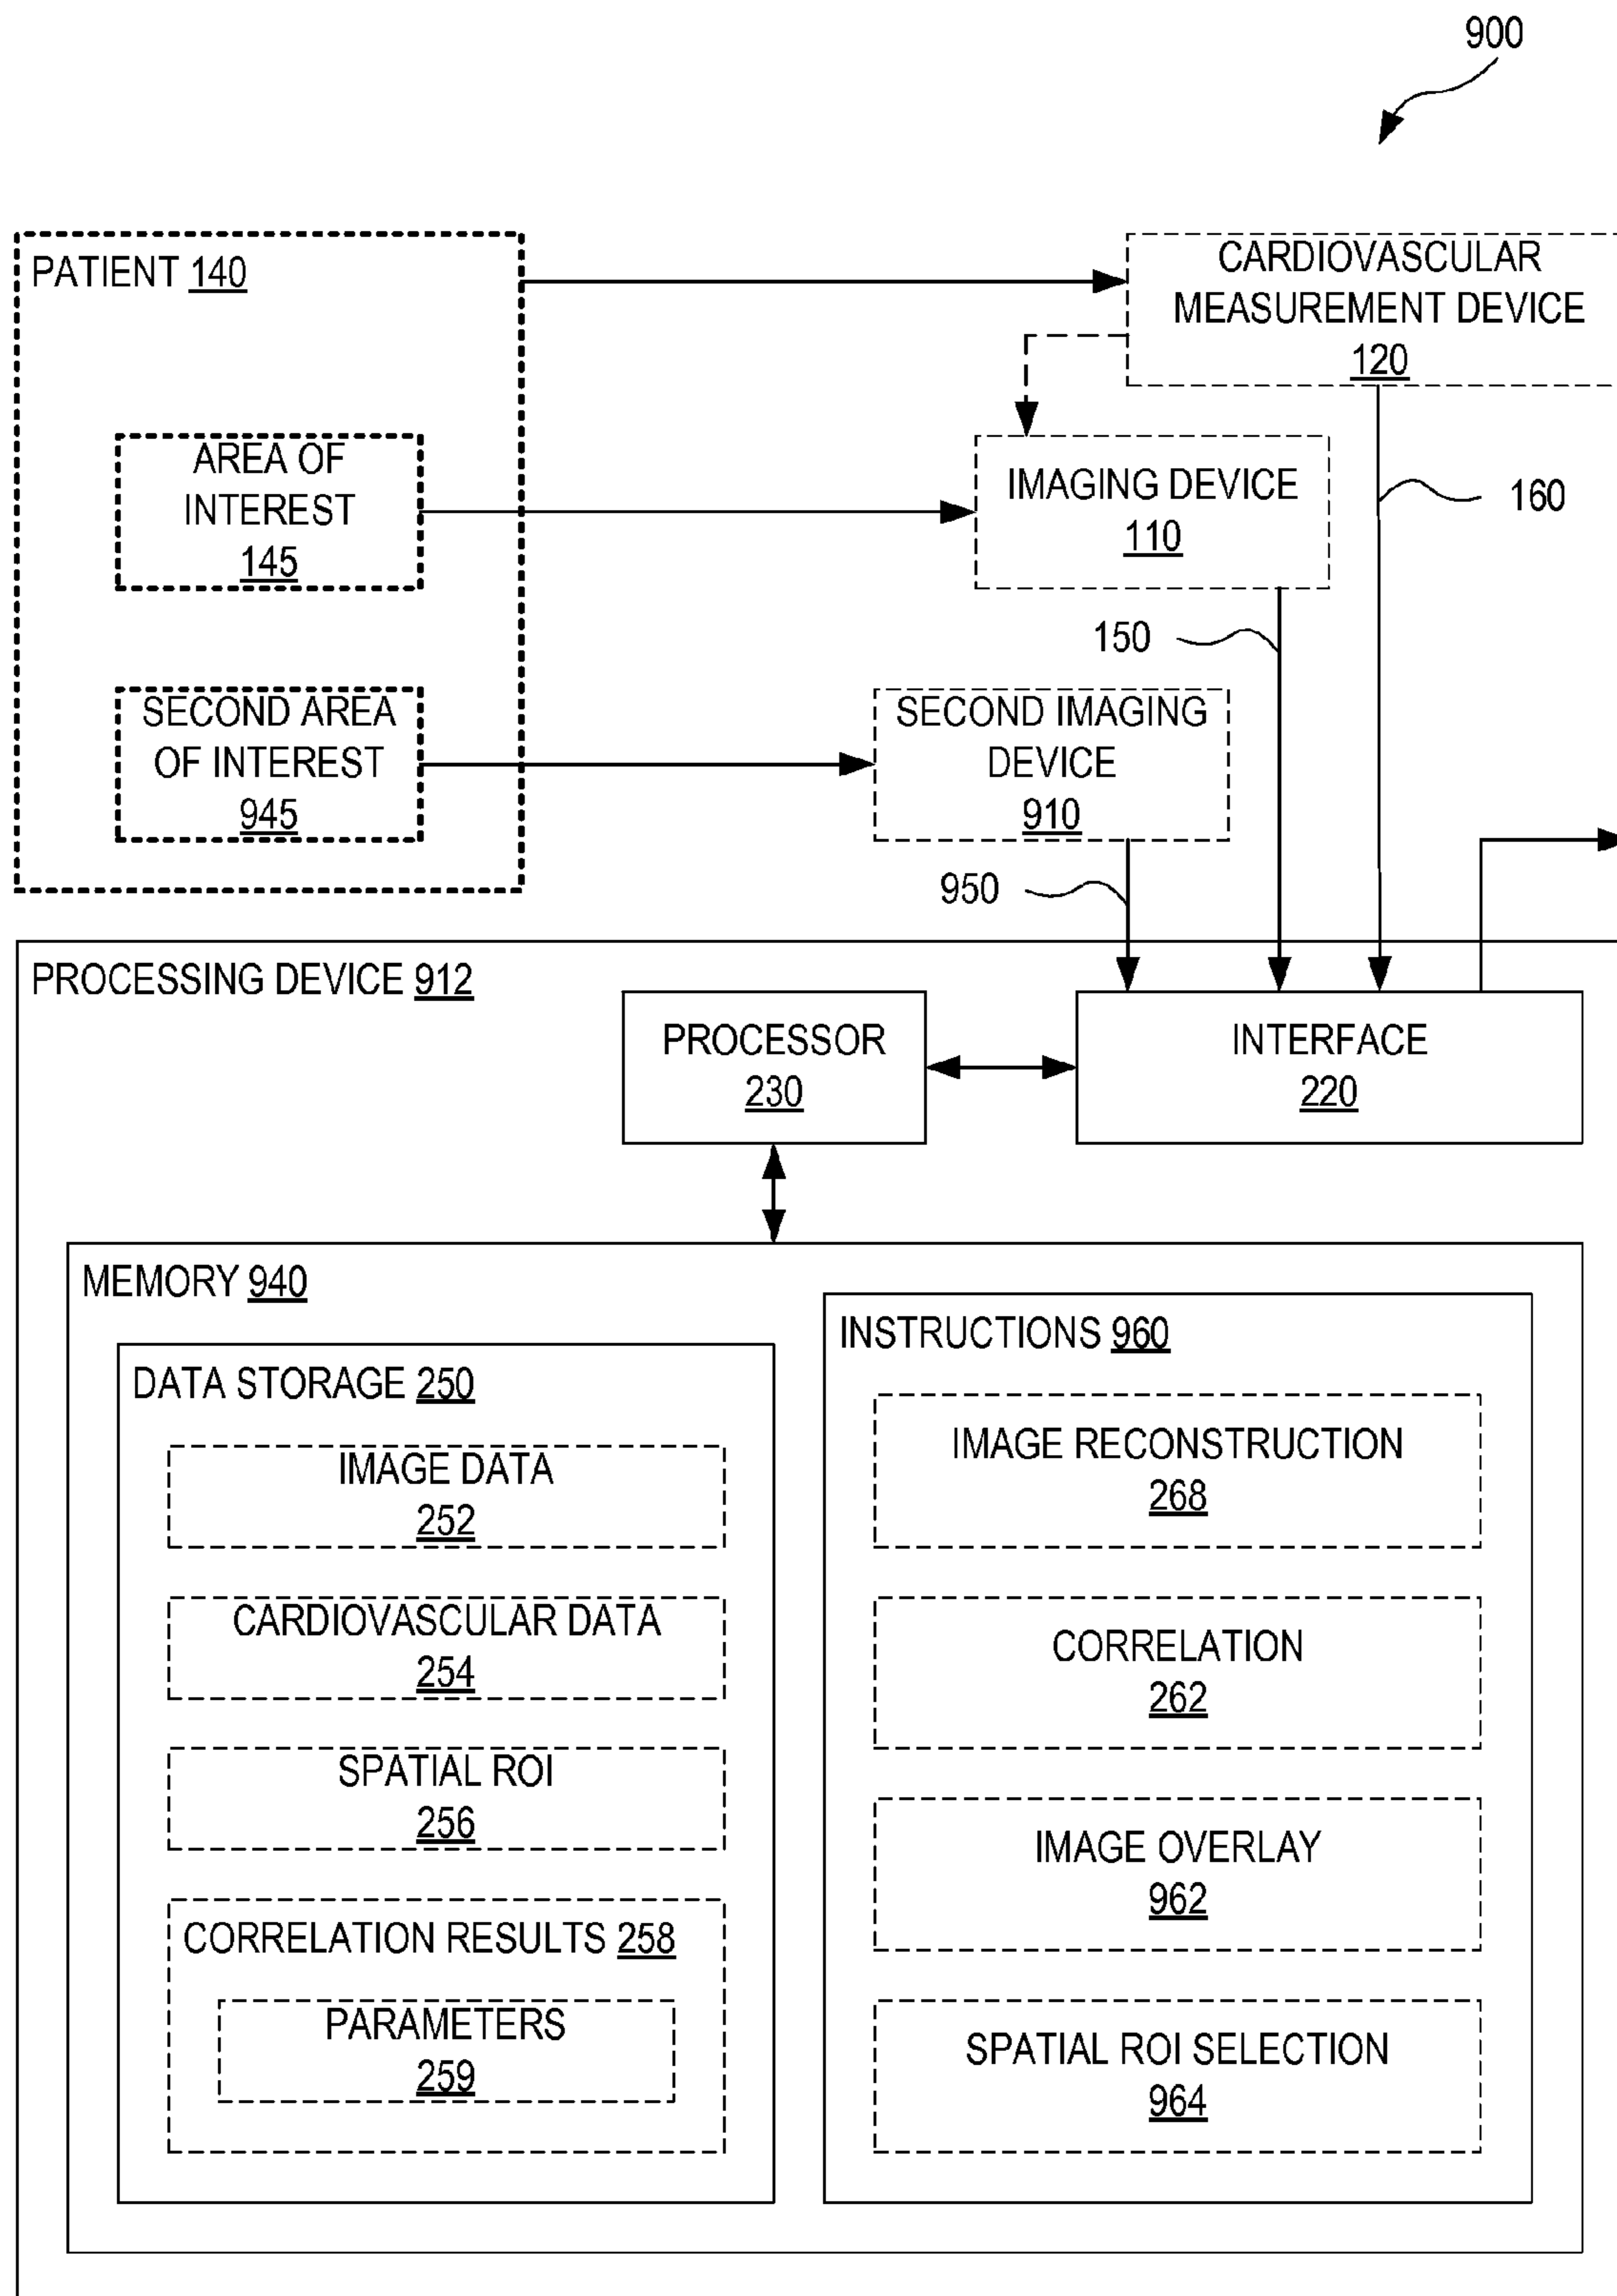 900
PATIENT 140
CARDIOVASCULAR
MEASUREMENT DEVICE
120
AREA OF
INTEREST
145
IMAGING DEVICE
110
160
150
SECOND AREA
OF INTEREST
945
SECOND IMAGING
DEVICE
910
950
PROCESSING DEVICE 912
PROCESSOR
230
INTERFACE
220
MEMORY 940
DATA STORAGE 250
IMAGE DATA
252
CARDIOVASCULAR DATA
254
SPATIAL ROI
256
CORRELATION RESULTS 258
PARAMETERS
259
INSTRUCTIONS 960
IMAGE RECONSTRUCTION
268
CORRELATION
262
IMAGE OVERLAY
962
SPATIAL ROI SELECTION
964